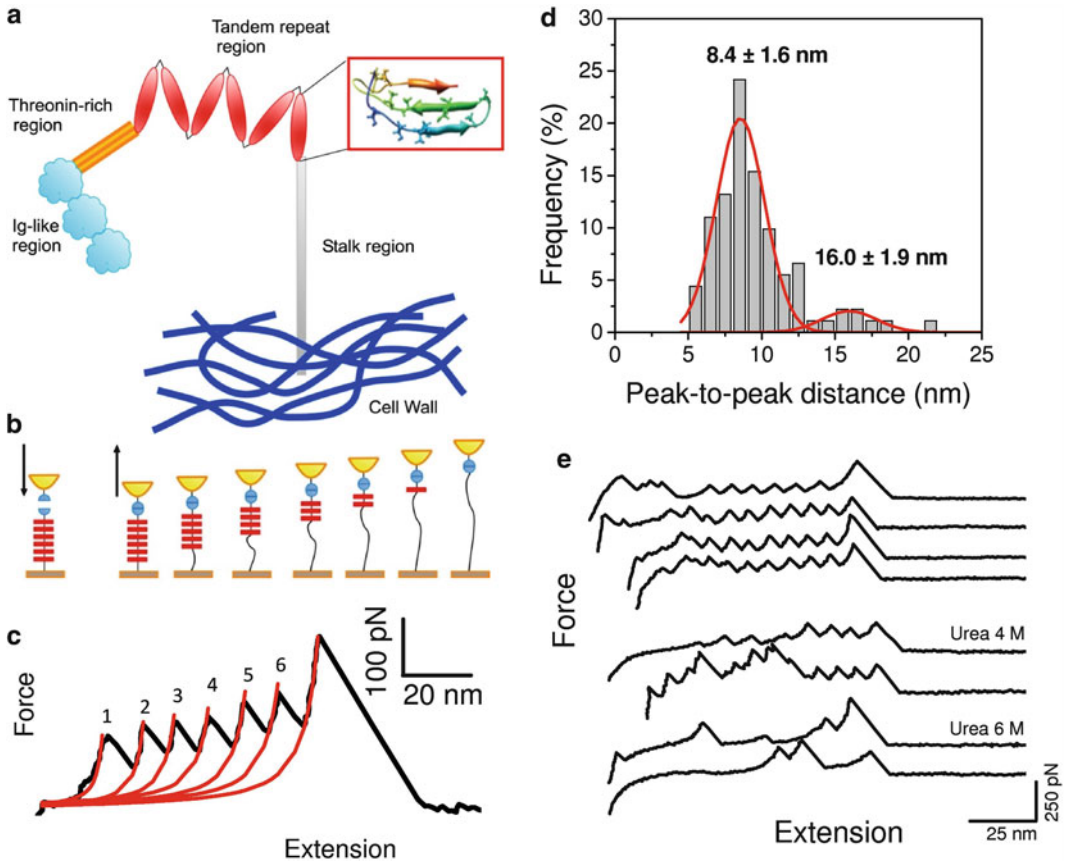 a
Tandem repeat
region
Threonin-rich
region
Ig-like
region
Stalk region
Cell Wall
b
c
Force
1
2
3
4
5
6
100 pN
20 nm
Extension
d
Frequency (%)
30
25
20
15
10
5
0
8.4 ± 1.6 nm
16.0 ± 1.9 nm
0
5
10
15
20
25
Peak-to-peak distance (nm)
e
Force
Urea 4 M
Urea 6 M
250 pN
25 nm
Extension